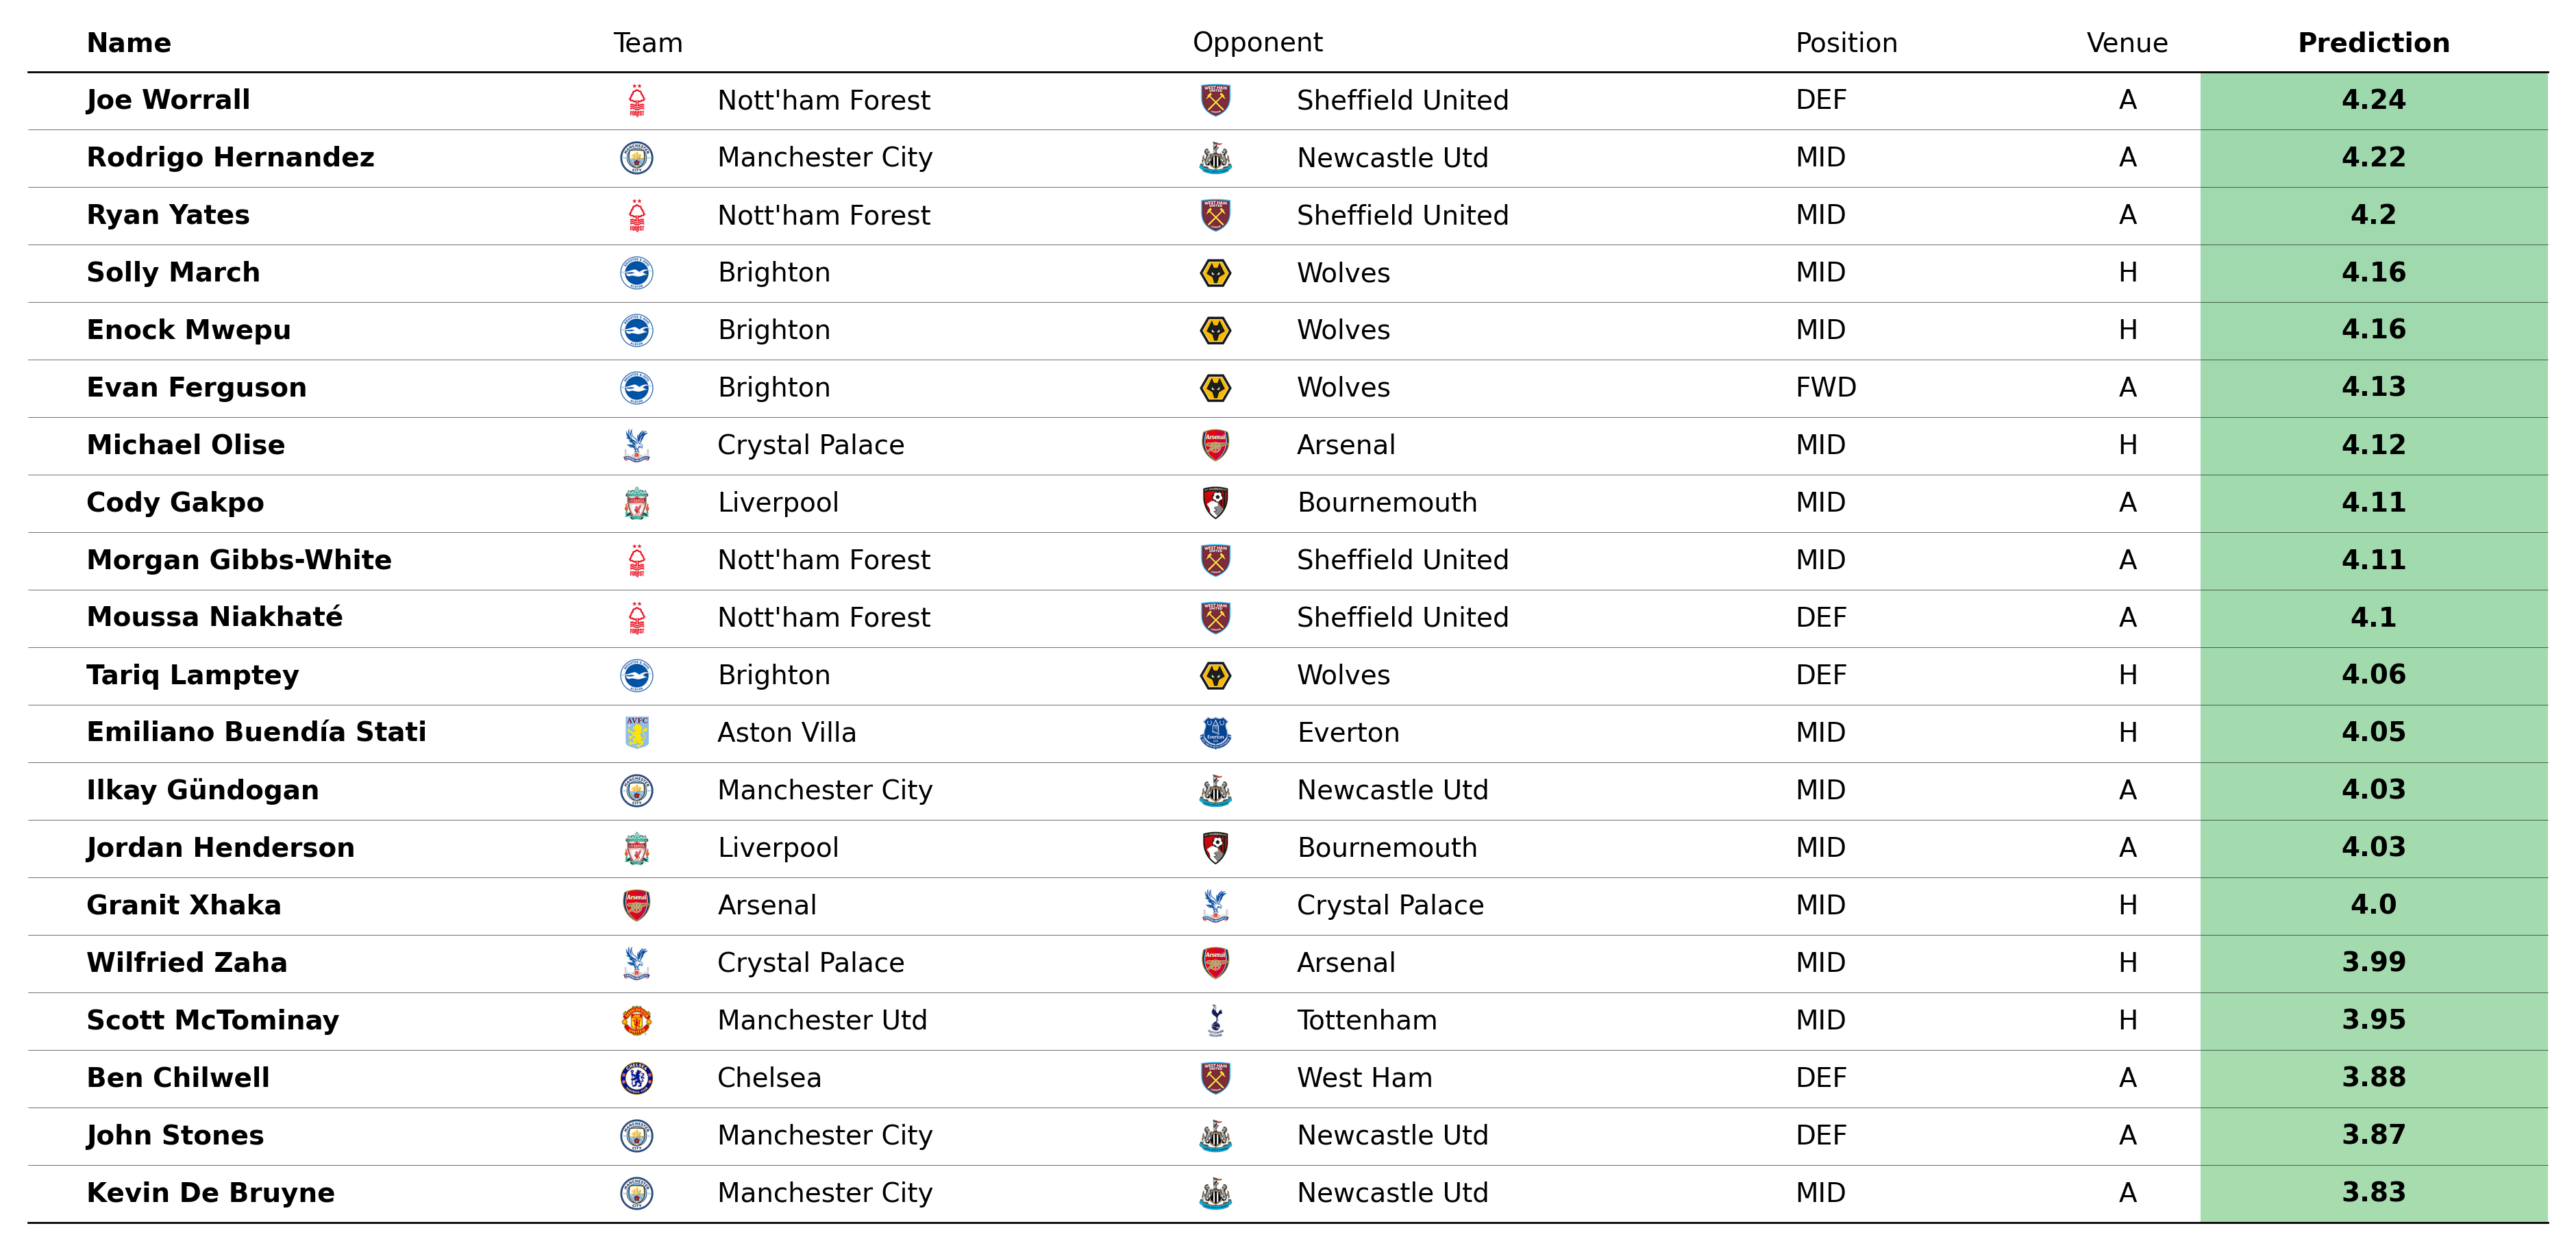 Name Team Opponent Position Venue Prediction
Joe Worrall Nott'ham Forest Sheffield United DEF A 4.24
Rodrigo Hernandez Manchester City Newcastle Utd MID A 4.22
Ryan Yates Nott'ham Forest Sheffield United MID A 4.2
Solly March Brighton Wolves MID H 4.16
Enock Mwepu Brighton Wolves MID H 4.16
Evan Ferguson Brighton Wolves FWD A 4.13
Michael Olise Crystal Palace Arsenal MID H 4.12
Cody Gakpo Liverpool Bournemouth MID A 4.11
Morgan Gibbs-White Nott'ham Forest Sheffield United MID A 4.11
Moussa Niakhaté Nott'ham Forest Sheffield United DEF A 4.1
Tariq Lamptey Brighton Wolves DEF H 4.06
Emiliano Buendía Stati Aston Villa Everton MID H 4.05
Ilkay Gündogan Manchester City Newcastle Utd MID A 4.03
Jordan Henderson Liverpool Bournemouth MID A 4.03
Granit Xhaka Arsenal Crystal Palace MID H 4.0
Wilfried Zaha Crystal Palace Arsenal MID H 3.99
Scott McTominay Manchester Utd Tottenham MID H 3.95
Ben Chilwell Chelsea West Ham DEF A 3.88
John Stones Manchester City Newcastle Utd DEF A 3.87
Kevin De Bruyne Manchester City Newcastle Utd MID A 3.83